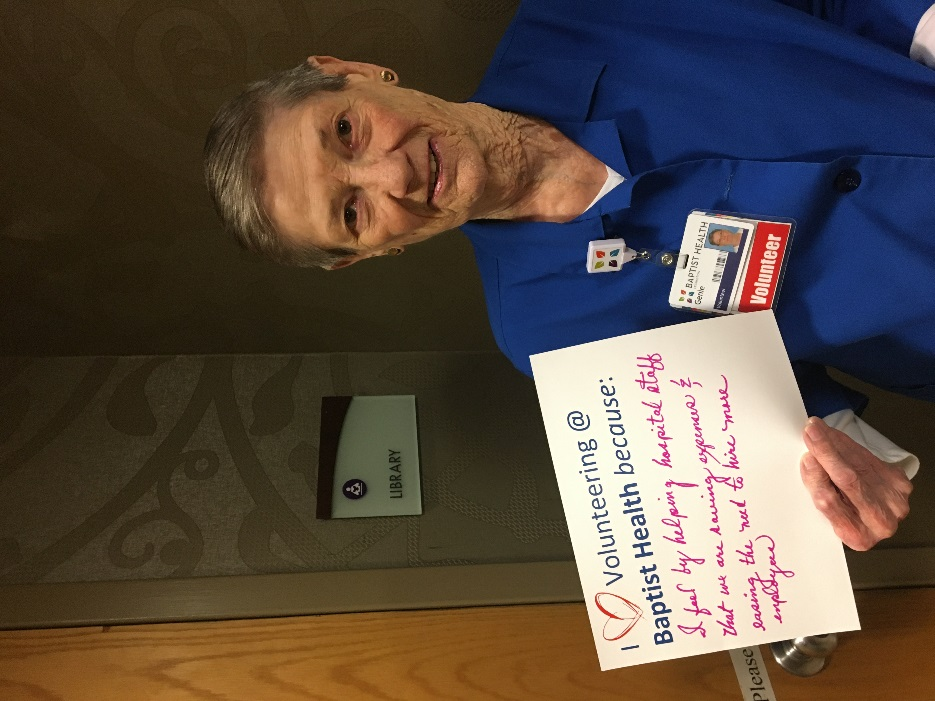 I Volunteering @
Baptist Health because:
I feel by helping hospital staff
that we are saving expenses &
easing the need to hire more
employees
BAPTIST HEALTH
Genie
Volunteer
LIBRARY
Please